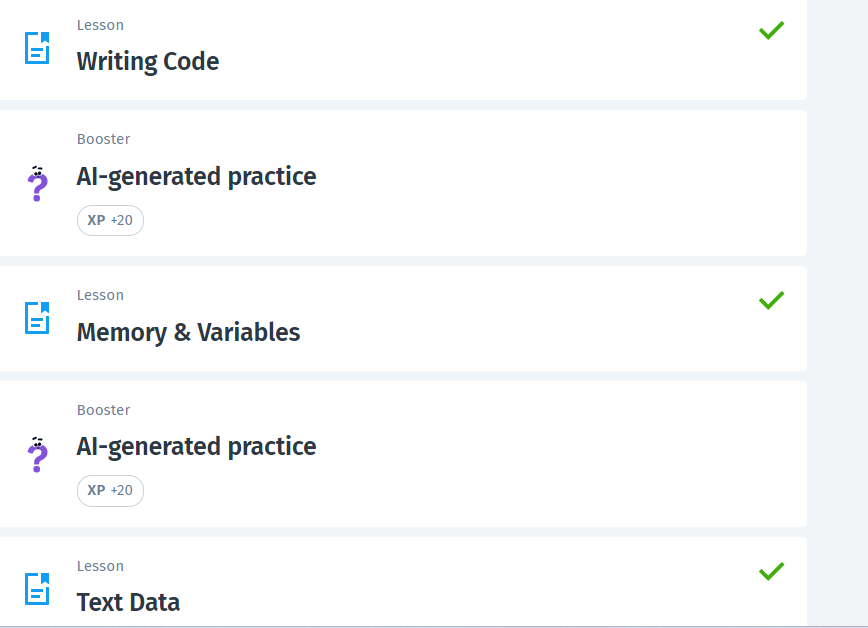 Lesson
Writing Code
Booster
AI-generated practice
XP +20
Lesson
Memory & Variables
Booster
AI-generated practice
XP +20
Lesson
Text Data